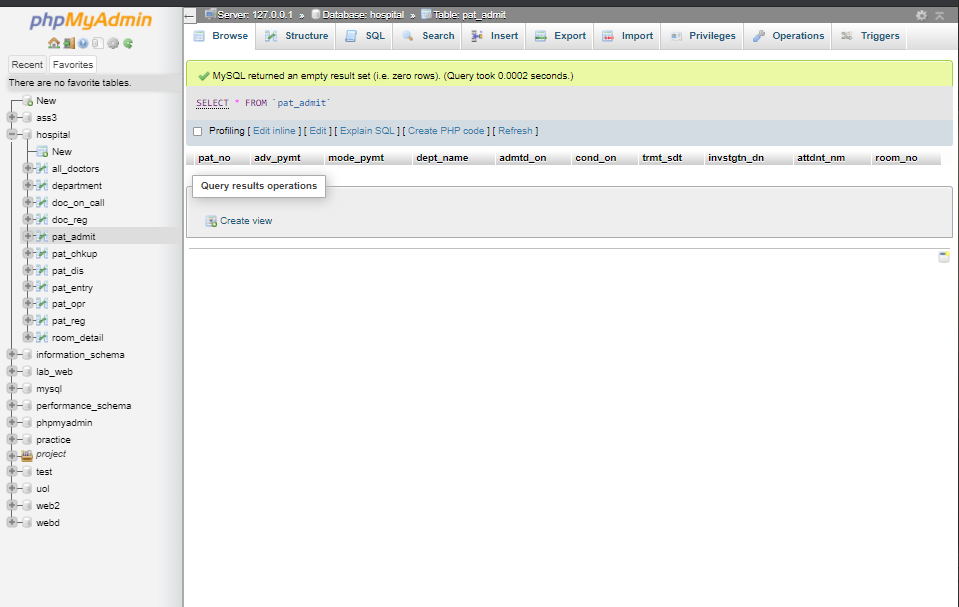 phpMyAdmin
Recent Favorites
There are no favorite tables.
New
ass3
hospital
New
all_doctors
department
doc_on_call
doc_reg
pat_admit
pat_chkup
pat_dis
pat_entry
pat_opr
pat_reg
room_detail
information_schema
lab_web
mysql
performance_schema
phpmyadmin
practice
project
test
uol
web2
webd
Server: 127.0.0.1 » Database: hospital » Table: pat_admit
Browse Structure SQL Search Insert Export Import Privileges Operations Triggers
MySQL returned an empty result set (i.e. zero rows). (Query took 0.0002 seconds.)
SELECT * FROM `pat_admit`
Profiling [ Edit inline ] [ Edit ] [ Explain SQL ] [ Create PHP code ] [ Refresh ]
pat_no adv_pymt mode_pymt dept_name admtd_on cond_on trmt_sdt invstgtn_dn attdnt_nm room_no
Query results operations
Create view